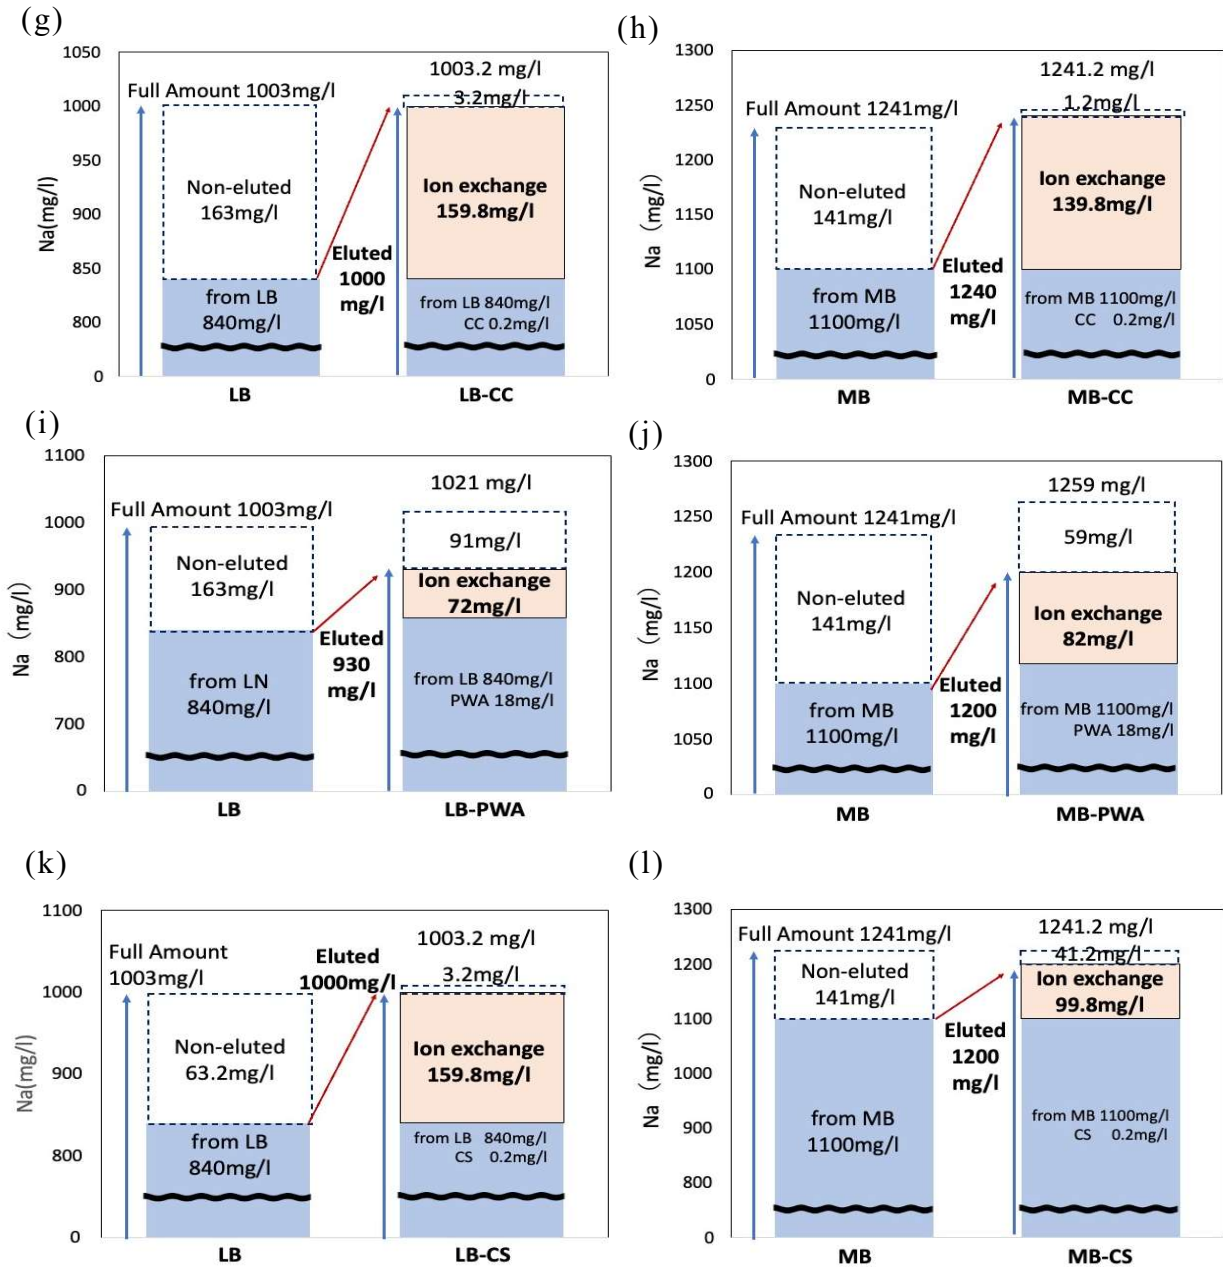 (g)
1050
1000
950
900
850
800
0
Na(mg/l)
Full Amount 1003mg/l
Non-eluted
163mg/l
from LB
840mg/l
Eluted
1000
mg/l
1003.2 mg/l
3.2mg/l
Ion exchange
159.8mg/l
from LB 840mg/l
CC 0.2mg/l
LB
LB-CC
(h)
1300
1250
1200
1150
1100
1050
0
Na (mg/l)
Full Amount 1241mg/l
Non-eluted
141mg/l
from MB
1100mg/l
Eluted
1240
mg/l
1241.2 mg/l
1.2mg/l
Ion exchange
139.8mg/l
from MB 1100mg/l
CC 0.2mg/l
MB
MB-CC
(i)
1100
1000
900
800
700
0
Na (mg/l)
Full Amount 1003mg/l
Non-eluted
163mg/l
from LN
840mg/l
Eluted
930
mg/l
1021 mg/l
91mg/l
Ion exchange
72mg/l
from LB 840mg/l
PWA 18mg/l
LB
LB-PWA
(j)
1300
1250
1200
1150
1100
1050
0
Na (mg/l)
Full Amount 1241mg/l
Non-eluted
141mg/l
from MB
1100mg/l
Eluted
1200
mg/l
1259 mg/l
59mg/l
Ion exchange
82mg/l
from MB 1100mg/l
PWA 18mg/l
MB
MB-PWA
(k)
1100
1000
900
800
0
Na(mg/l)
Full Amount
1003mg/l
Non-eluted
63.2mg/l
from LB
840mg/l
Eluted
1000mg/l
1003.2 mg/l
3.2mg/l
Ion exchange
159.8mg/l
from LB 840mg/l
CS 0.2mg/l
LB
LB-CS
(l)
1300
1200
1100
1000
900
800
0
Na (mg/l)
Full Amount 1241mg/l
Non-eluted
141mg/l
from MB
1100mg/l
Eluted
1200
mg/l
1241.2 mg/l
41.2mg/l
Ion exchange
99.8mg/l
from MB 1100mg/l
CS 0.2mg/l
MB
MB-CS